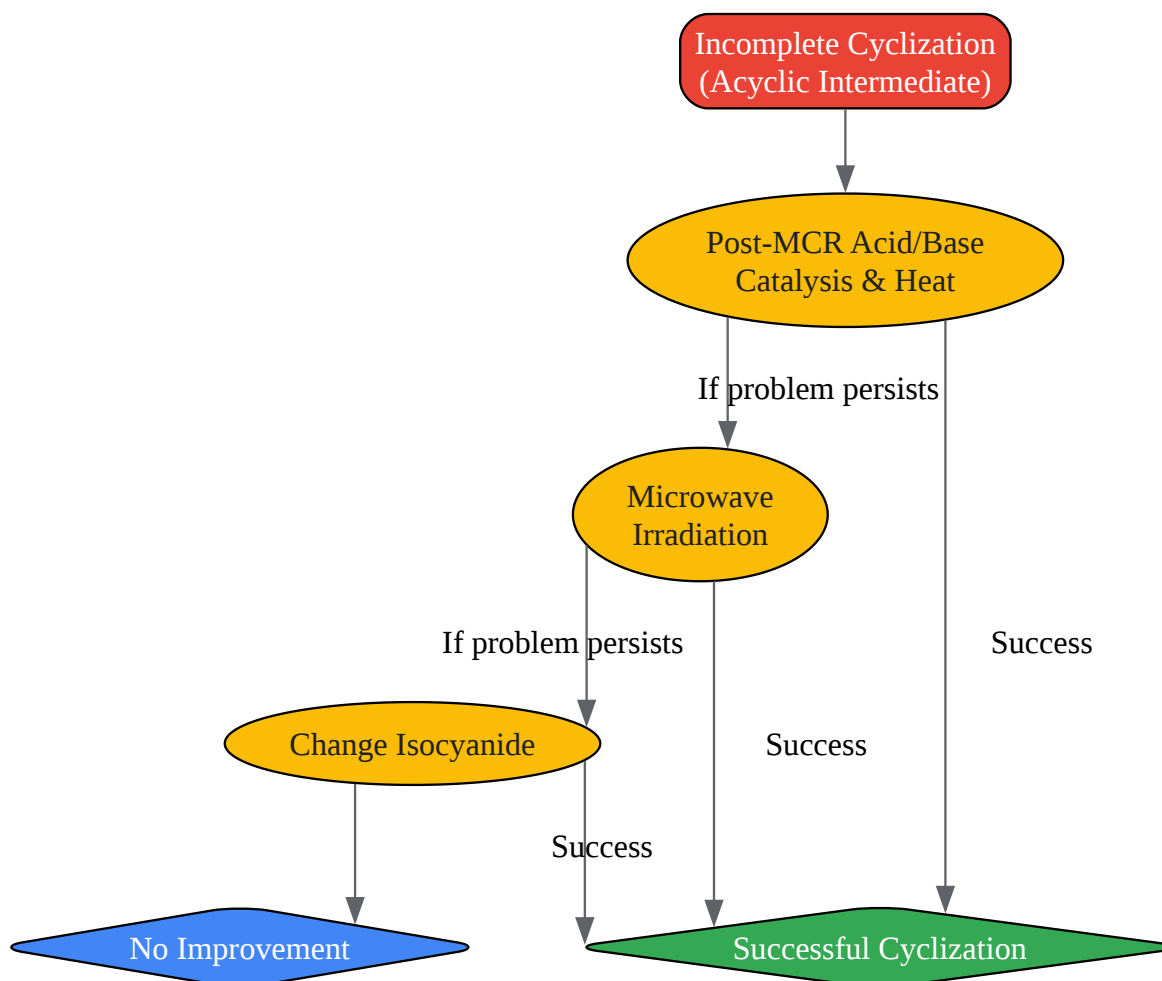 Incomplete Cyclization
(Acyclic Intermediate)
Post-MCR Acid/Base
Catalysis & Heat
If problem persists
Microwave
Irradiation
If problem persists
Success
Change Isocyanide
Success
Success
No Improvement
Successful Cyclization